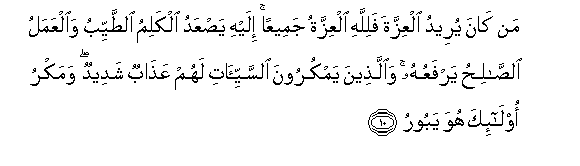 مَن كَانَ يُرِيدُ ٱلْعِزَّةَ فَلِلَّهِ ٱلْعِزَّةُ جَمِيعًا ۚ إِلَيْهِ يَصْعَدُ ٱلْكَلِمُ ٱلطَّيِّبُ وَٱلْعَمَلُ
ٱلصَّـٰلِحُ يَرْفَعُهُۥ ۚ وَٱلَّذِينَ يَمْكُرُونَ ٱلسَّيِّـَٔاتِ لَهُمْ عَذَابٌ شَدِيدٌ ۖ وَمَكْرُ
أُو۟لَـٰٓئِكَ هُوَ يَبُورُ ١٠